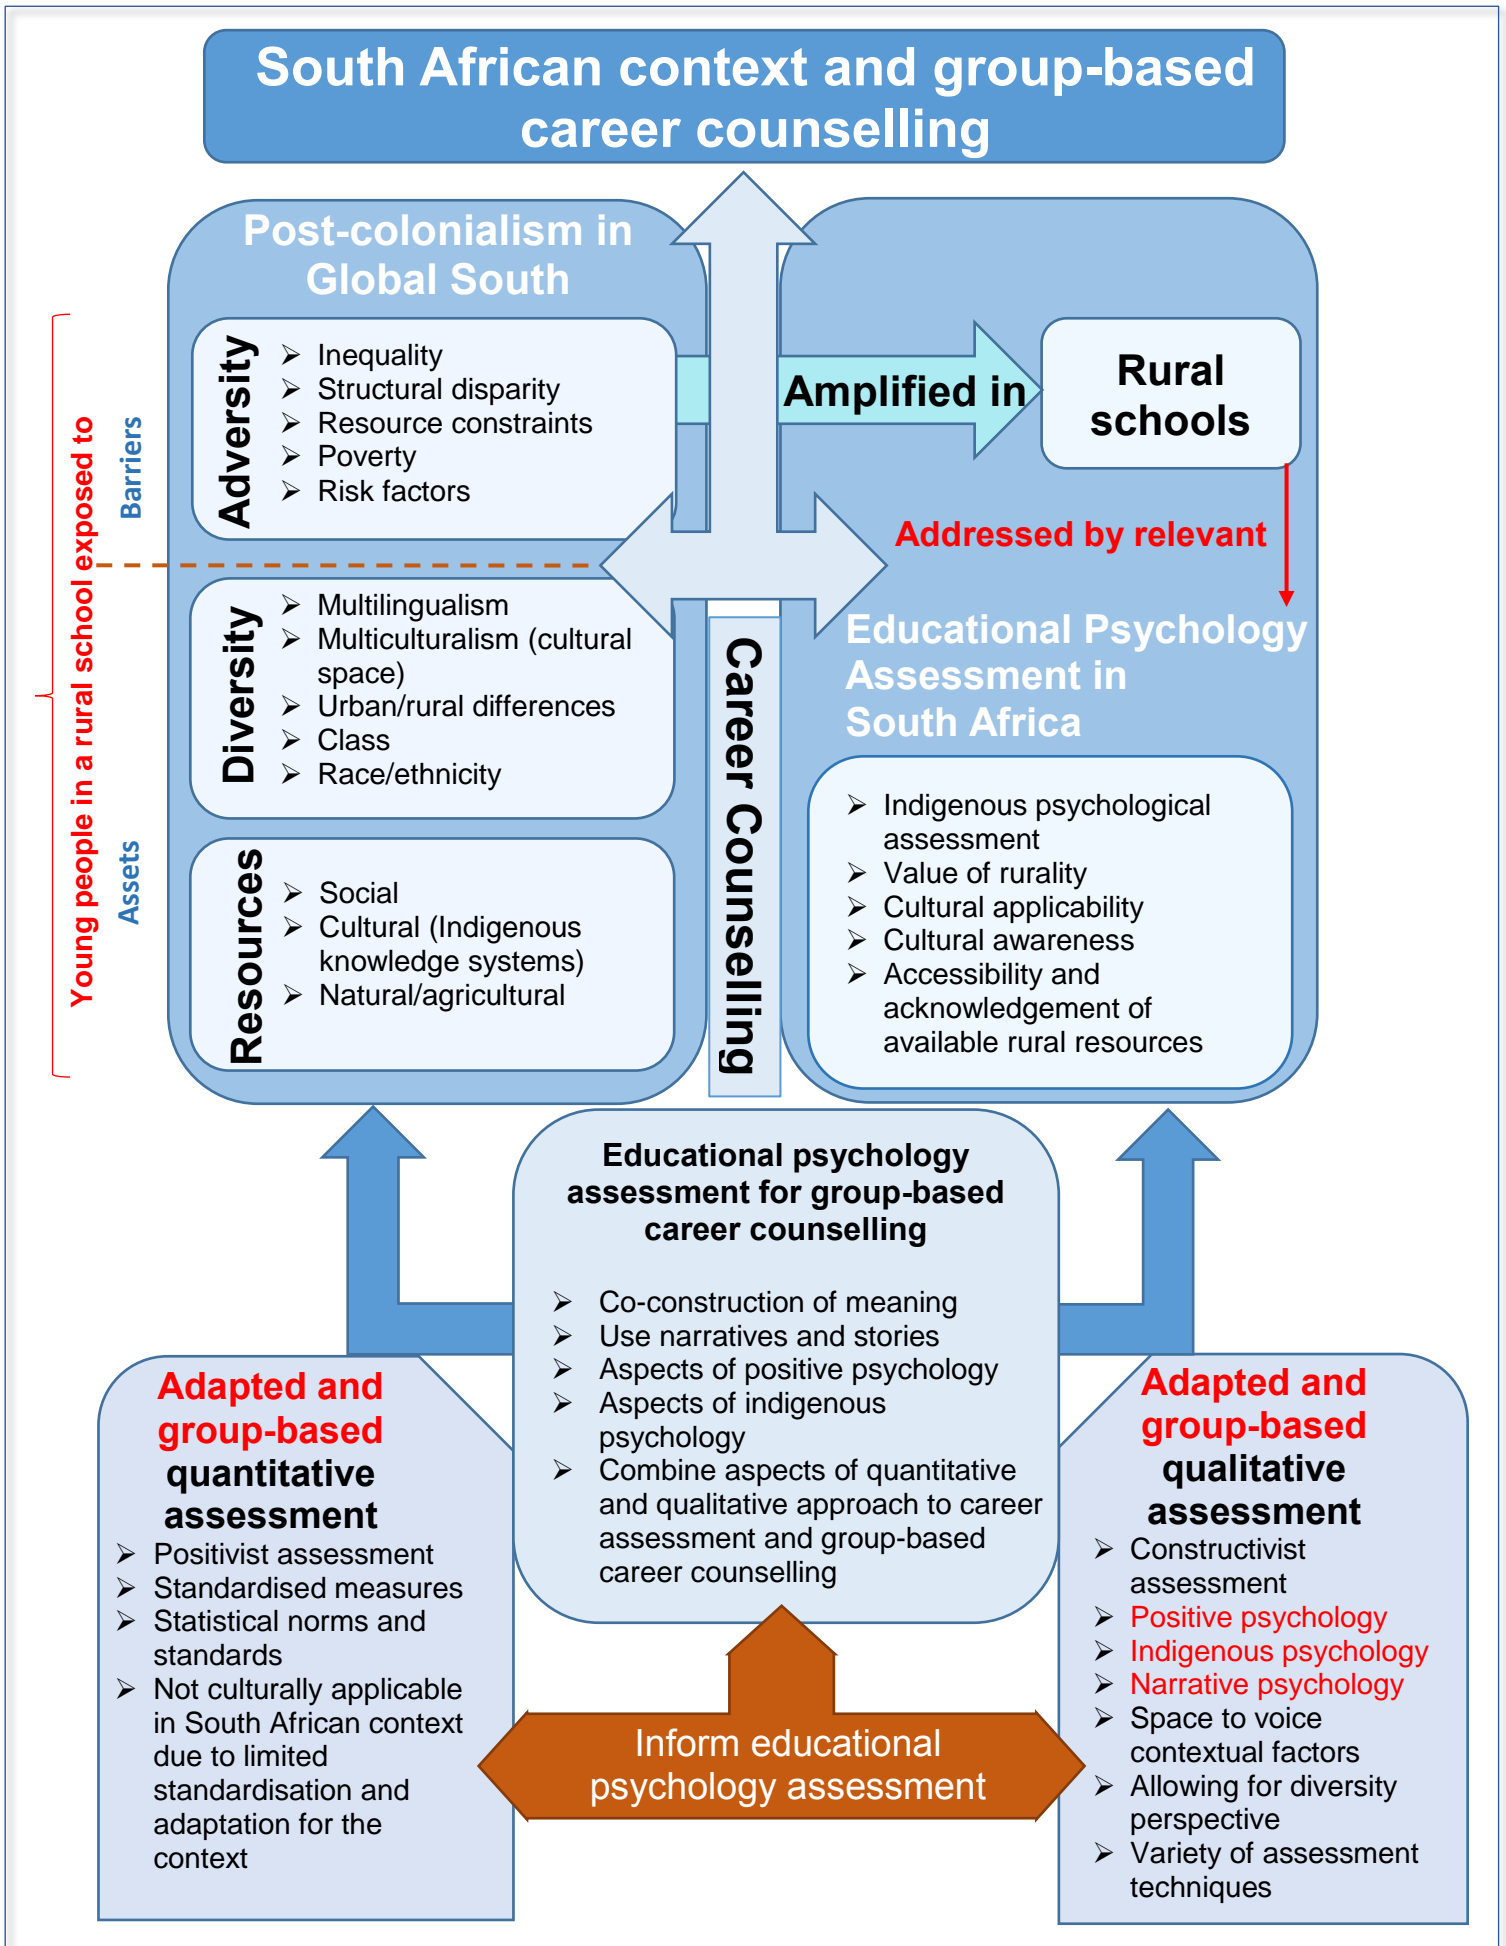 South African context and group-based
career counselling
Post-colonialism in
Global South
Young people in a rural school exposed to
Barriers
Assets
Adversity
➢ Inequality
➢ Structural disparity
➢ Resource constraints
➢ Poverty
➢ Risk factors
Amplified in
Rural
schools
Addressed by relevant
Diversity
➢ Multilingualism
➢ Multiculturalism (cultural
space)
➢ Urban/rural differences
➢ Class
➢ Race/ethnicity
Resources
➢ Social
➢ Cultural (Indigenous
knowledge systems)
➢ Natural/agricultural
Career Counselling
Educational Psychology
Assessment in
South Africa
➢ Indigenous psychological
assessment
➢ Value of rurality
➢ Cultural applicability
➢ Cultural awareness
➢ Accessibility and
acknowledgement of
available rural resources
Educational psychology
assessment for group-based
career counselling
➢ Co-construction of meaning
➢ Use narratives and stories
➢ Aspects of positive psychology
➢ Aspects of indigenous
psychology
➢ Combine aspects of quantitative
and qualitative approach to career
assessment and group-based
career counselling
Adapted and
group-based
quantitative
assessment
➢ Positivist assessment
➢ Standardised measures
➢ Statistical norms and
standards
➢ Not culturally applicable
in South African context
due to limited
standardisation and
adaptation for the
context
Inform educational
psychology assessment
Adapted and
group-based
qualitative
assessment
➢ Constructivist
assessment
➢ Positive psychology
➢ Indigenous psychology
➢ Narrative psychology
➢ Space to voice
contextual factors
➢ Allowing for diversity
perspective
➢ Variety of assessment
techniques